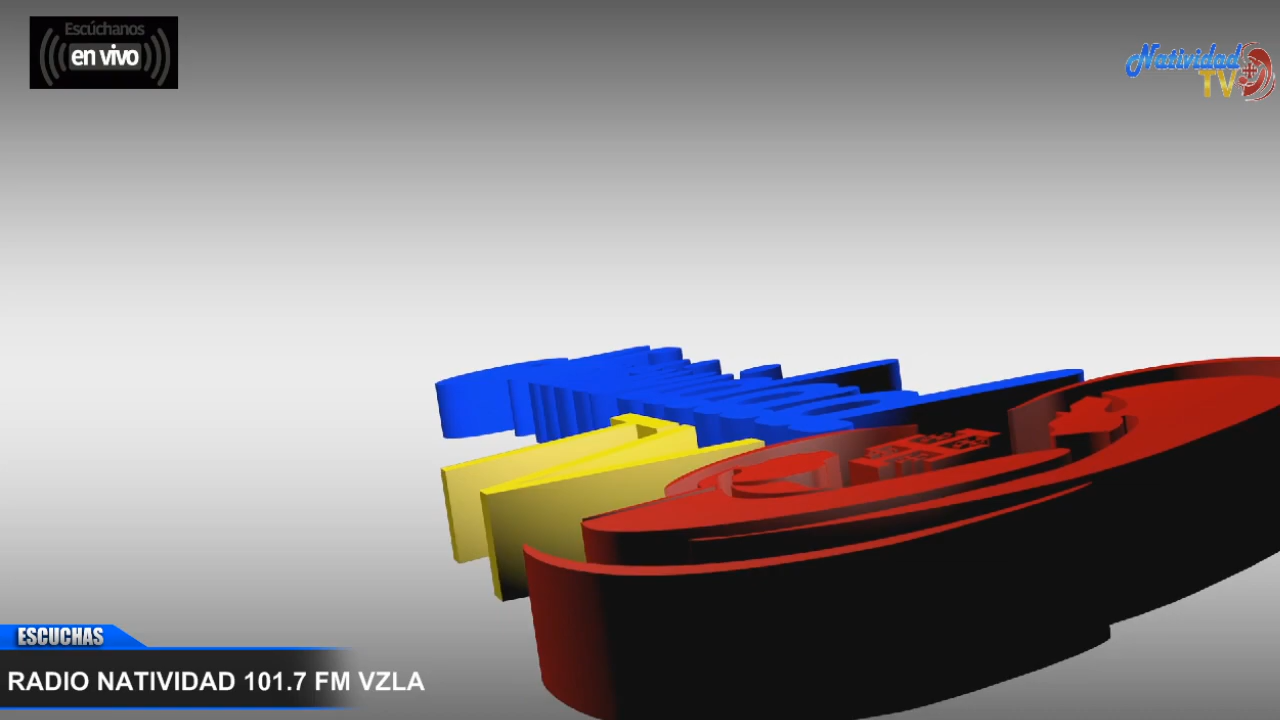 Escúchanos
en vivo
Natividad
TV
ESCUCHAS
RADIO NATIVIDAD 101.7 FM VZLA